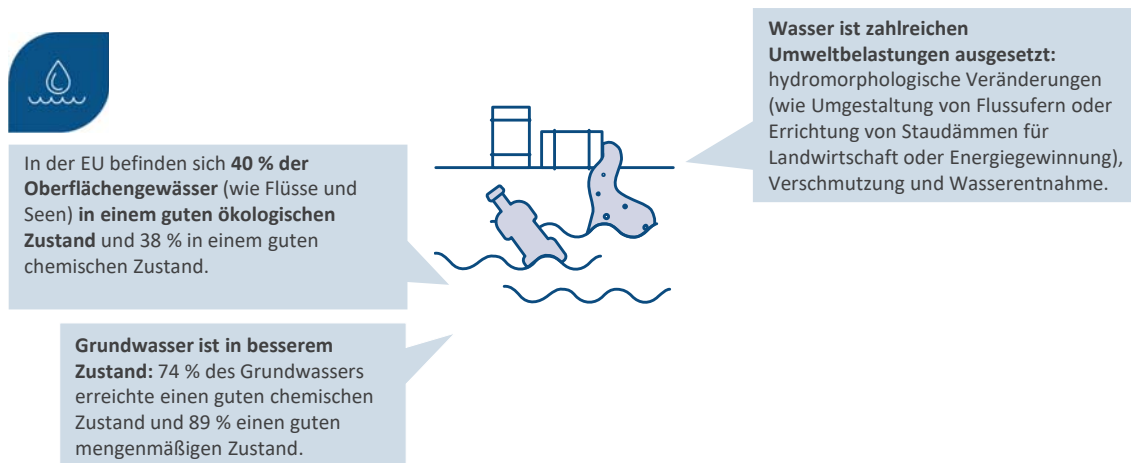 In der EU befinden sich 40 % der
Oberflächengewässer (wie Flüsse und
Seen) in einem guten ökologischen
Zustand und 38 % in einem guten
chemischen Zustand.
Grundwasser ist in besserem
Zustand: 74 % des Grundwassers
erreichte einen guten chemischen
Zustand und 89 % einen guten
mengenmäßigen Zustand.
Wasser ist zahlreichen
Umweltbelastungen ausgesetzt:
hydromorphologische Veränderungen
(wie Umgestaltung von Flussufern oder
Errichtung von Staudämmen für
Landwirtschaft oder Energiegewinnung),
Verschmutzung und Wasserentnahme.